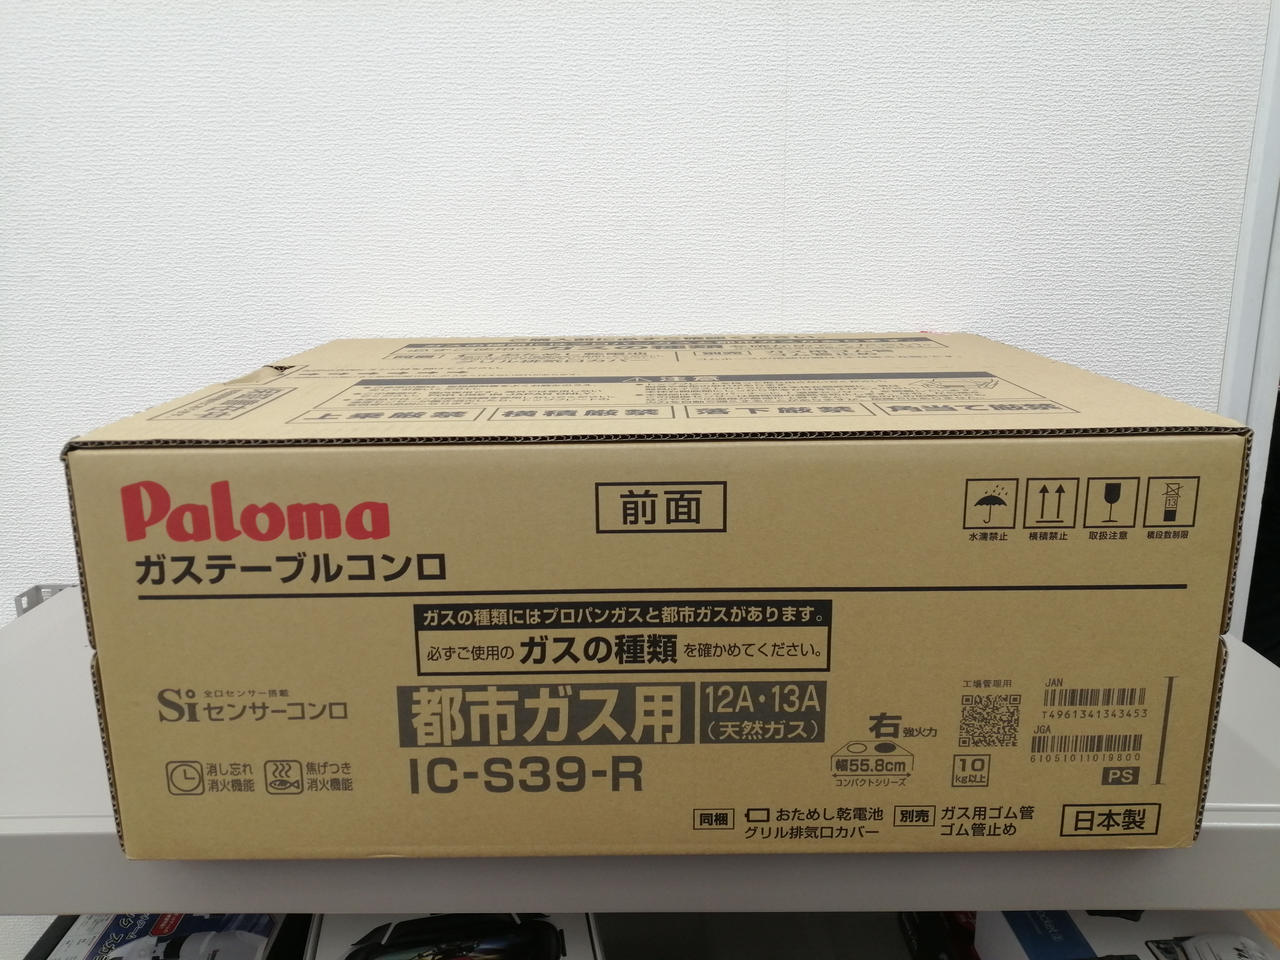 注意
上乗厳禁
横積厳禁
落下厳禁
角当て厳禁
Paloma
ガステーブルコンロ
前面
水濡禁止
横積禁止
取扱注意
積段数制限
13
ガスの種類にはプロパンガスと都市ガスがあります。
必ずご使用の ガスの種類 を確かめてください。
Si 全口センサー搭載
センサーコンロ
都市ガス用
12A・13A
(天然ガス)
IC-S39-R
消し忘れ
消火機能
焦げつき
消火機能
右 強火力
幅55.8cm
コンパクトシリーズ
工場管理用
10
kg以上
JAN
T4961341343453
JGA
61051011019800
PS
同梱
おためし乾電池
グリル排気口カバー
別売
ガス用ゴム管
ゴム管止め
日本製